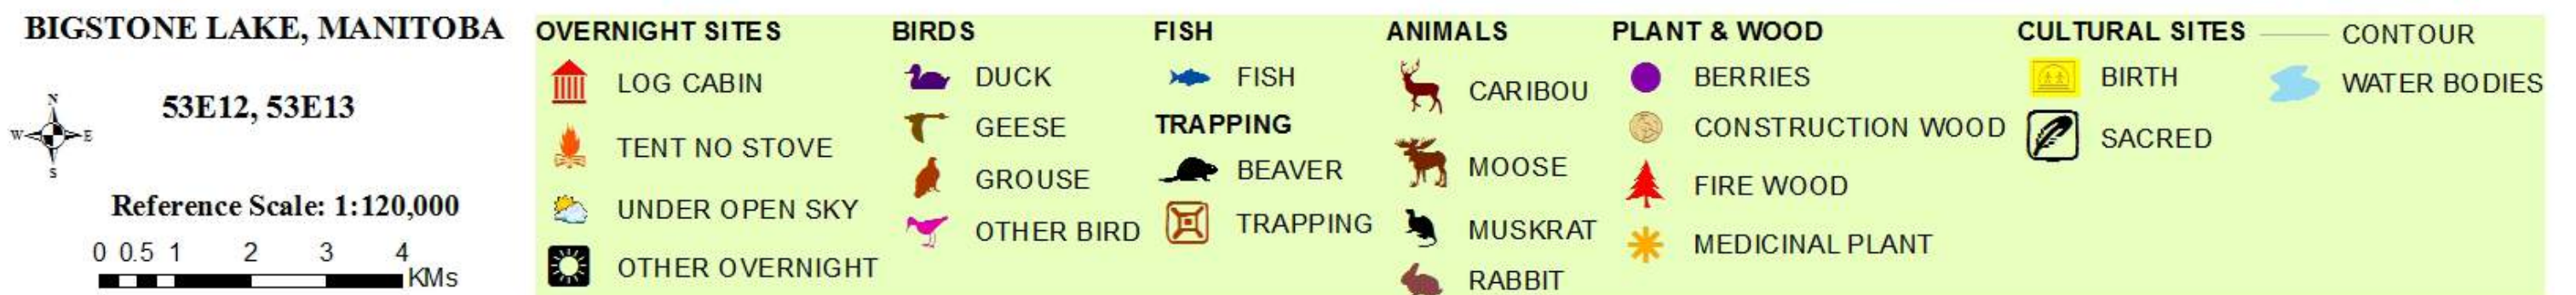 BIGSTONE LAKE, MANITOBA
53E12, 53E13
N
W E
S
Reference Scale: 1:120,000
0 0.5 1 2 3 4
KMs
OVERNIGHT SITES
LOG CABIN
TENT NO STOVE
UNDER OPEN SKY
OTHER OVERNIGHT
BIRDS
DUCK
GEESE
GROUSE
OTHER BIRD
FISH
FISH
TRAPPING
BEAVER
TRAPPING
ANIMALS
CARIBOU
MOOSE
MUSKRAT
RABBIT
PLANT & WOOD
BERRIES
CONSTRUCTION WOOD
FIRE WOOD
MEDICINAL PLANT
CULTURAL SITES
BIRTH
SACRED
CONTOUR
WATER BODIES